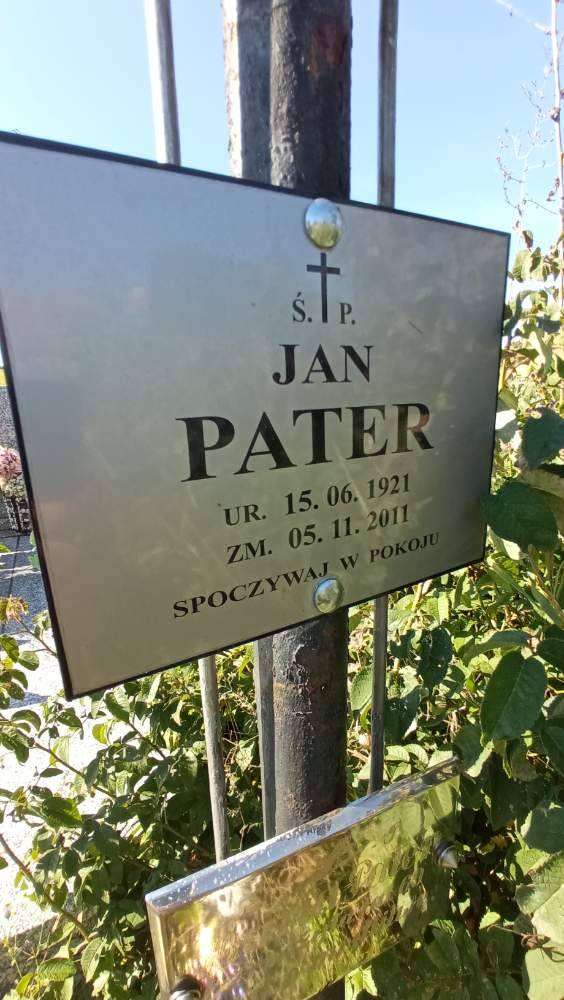 Ś. P.
JAN
PATER
UR. 15. 06. 1921
ZM. 05. 11. 2011
SPOCZYWAJ W POKOJU